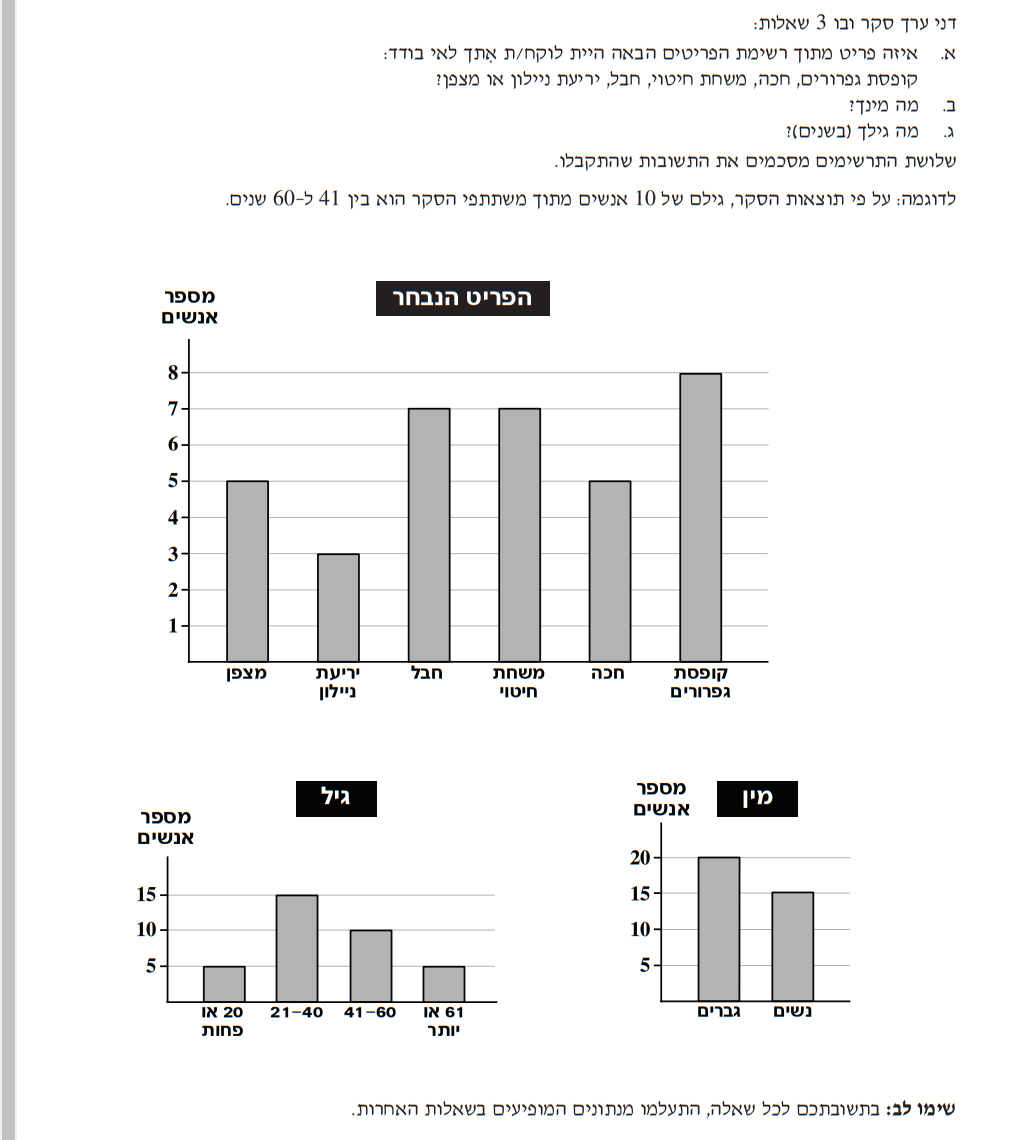 דני ערך סקר ובו 3 שאלות:
א. איזה פריט מתוך רשימת הפריטים הבאה היית לוקח/ת אִתך לאי בודד:
קופסת גפרורים, חכה, משחת חיטוי, חבל, יריעת ניילון או מצפן?
ב. מה מינך?
ג. מה גילך (בשנים)?
שלושת התרשימים מסכמים את התשובות שהתקבלו.
לדוגמה: על פי תוצאות הסקר, גילם של 10 אנשים מתוך משתתפי הסקר הוא בין 41 ל-60 שנים.
הפריט הנבחר
מספר
אנשים
8
7
6
5
4
3
2
1
קופסת
גפרורים
חכה
משחת
חיטוי
חבל
יריעת
ניילון
מצפן
מין
מספר
אנשים
20
15
10
5
נשים
גברים
גיל
מספר
אנשים
15
10
5
20 או
פחות
21–40
41–60
61 או
יותר
שימו לב: בתשובתכם לכל שאלה, התעלמו מנתונים המופיעים בשאלות האחרות.